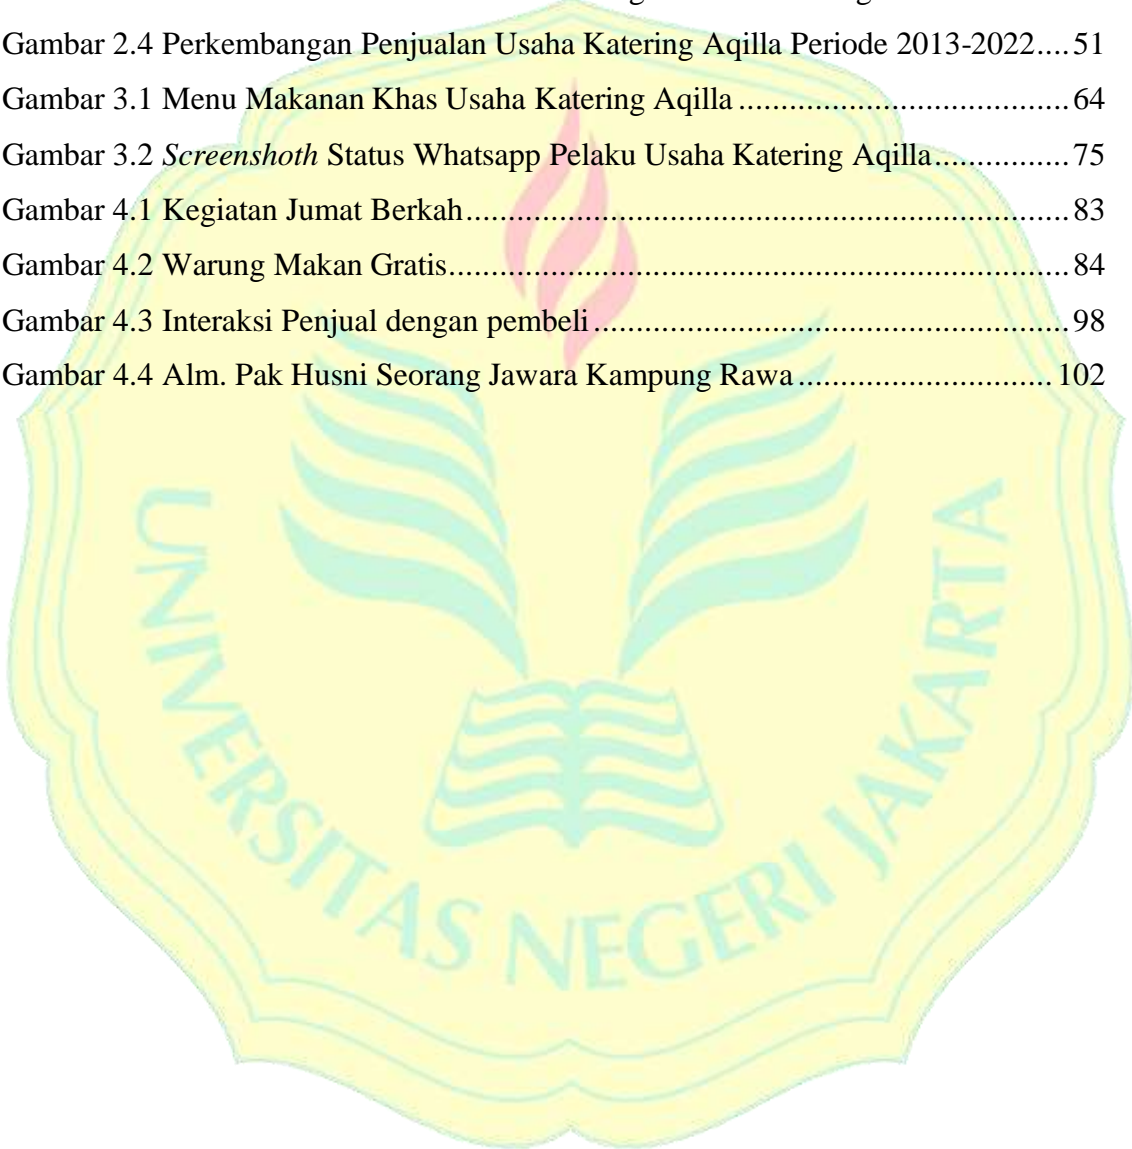 Gambar 2.4 Perkembangan Penjualan Usaha Katering Aqilla Periode 2013-2022....51
Gambar 3.1 Menu Makanan Khas Usaha Katering Aqilla .....................................64
Gambar 3.2 Screenshoth Status Whatsapp Pelaku Usaha Katering Aqilla...............75
Gambar 4.1 Kegiatan Jumat Berkah....................................................................83
Gambar 4.2 Warung Makan Gratis......................................................................84
Gambar 4.3 Interaksi Penjual dengan pembeli .....................................................98
Gambar 4.4 Alm. Pak Husni Seorang Jawara Kampung Rawa ............................102
UNIVERSITAS NEGERI JAKARTA